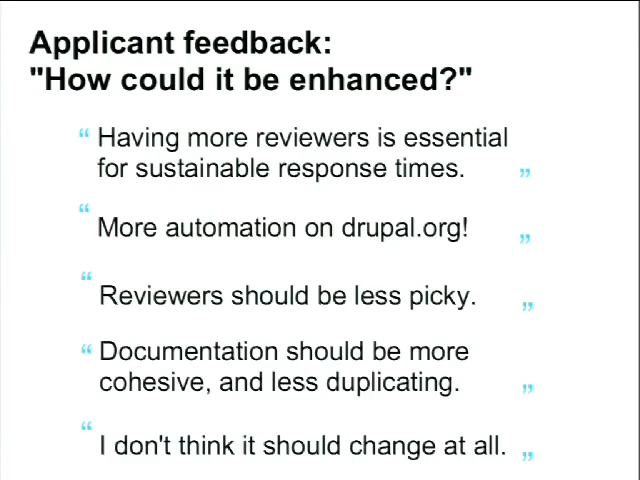 Applicant feedback:
"How could it be enhanced?"
“ Having more reviewers is essential
for sustainable response times. ”
“ More automation on drupal.org! ”
“ Reviewers should be less picky. ”
“ Documentation should be more
cohesive, and less duplicating. ”
“ I don't think it should change at all. ”